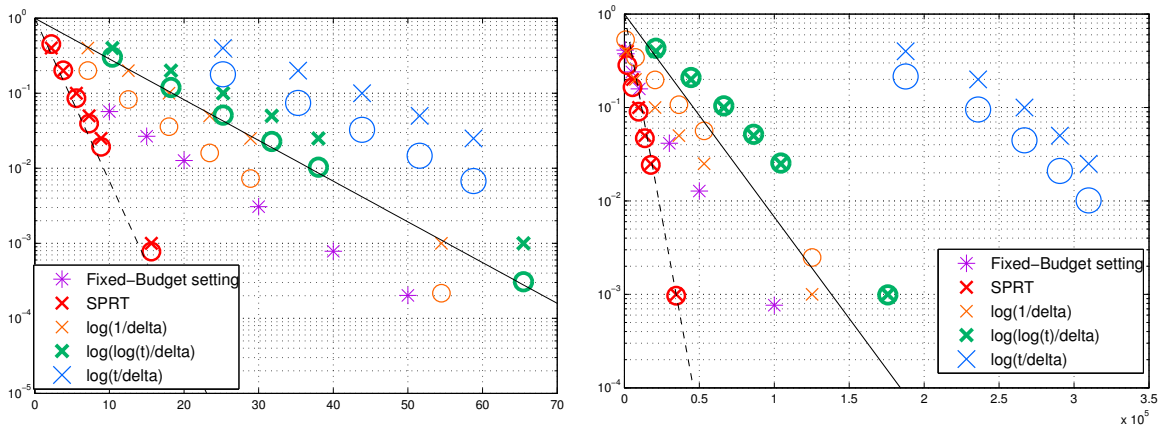 10^0
10^-1
10^-2
10^-3
10^-4
10^-5
0 10 20 30 40 50 60 70
Fixed-Budget setting
SPRT
log(1/delta)
log(log(t)/delta)
log(t/delta)
10^0
10^-1
10^-2
10^-3
10^-4
0 0.5 1 1.5 2 2.5 3 3.5
x 10^5
Fixed-Budget setting
SPRT
log(1/delta)
log(log(t)/delta)
log(t/delta)